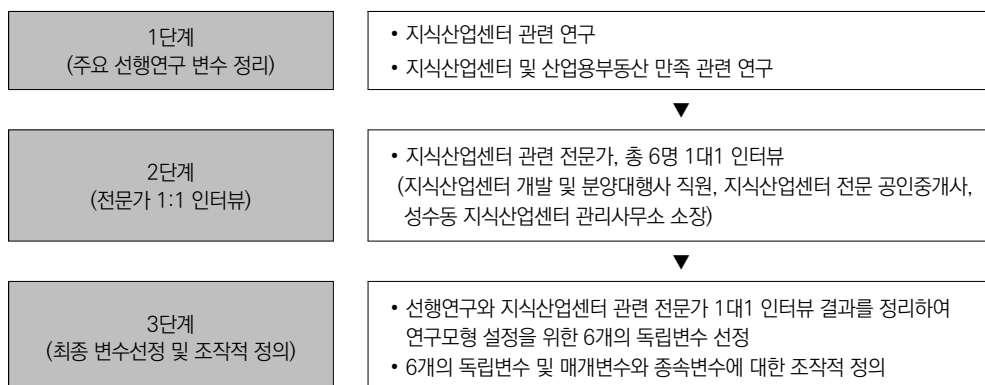 1단계
(주요 선행연구 변수 정리)
• 지식산업센터 관련 연구
• 지식산업센터 및 산업용부동산 만족 관련 연구
▼
2단계
(전문가 1:1 인터뷰)
• 지식산업센터 관련 전문가, 총 6명 1대1 인터뷰
(지식산업센터 개발 및 분양대행사 직원, 지식산업센터 전문 공인중개사,
성수동 지식산업센터 관리사무소 소장)
▼
3단계
(최종 변수선정 및 조작적 정의)
• 선행연구와 지식산업센터 관련 전문가 1대1 인터뷰 결과를 정리하여
연구모형 설정을 위한 6개의 독립변수 선정
• 6개의 독립변수 및 매개변수와 종속변수에 대한 조작적 정의